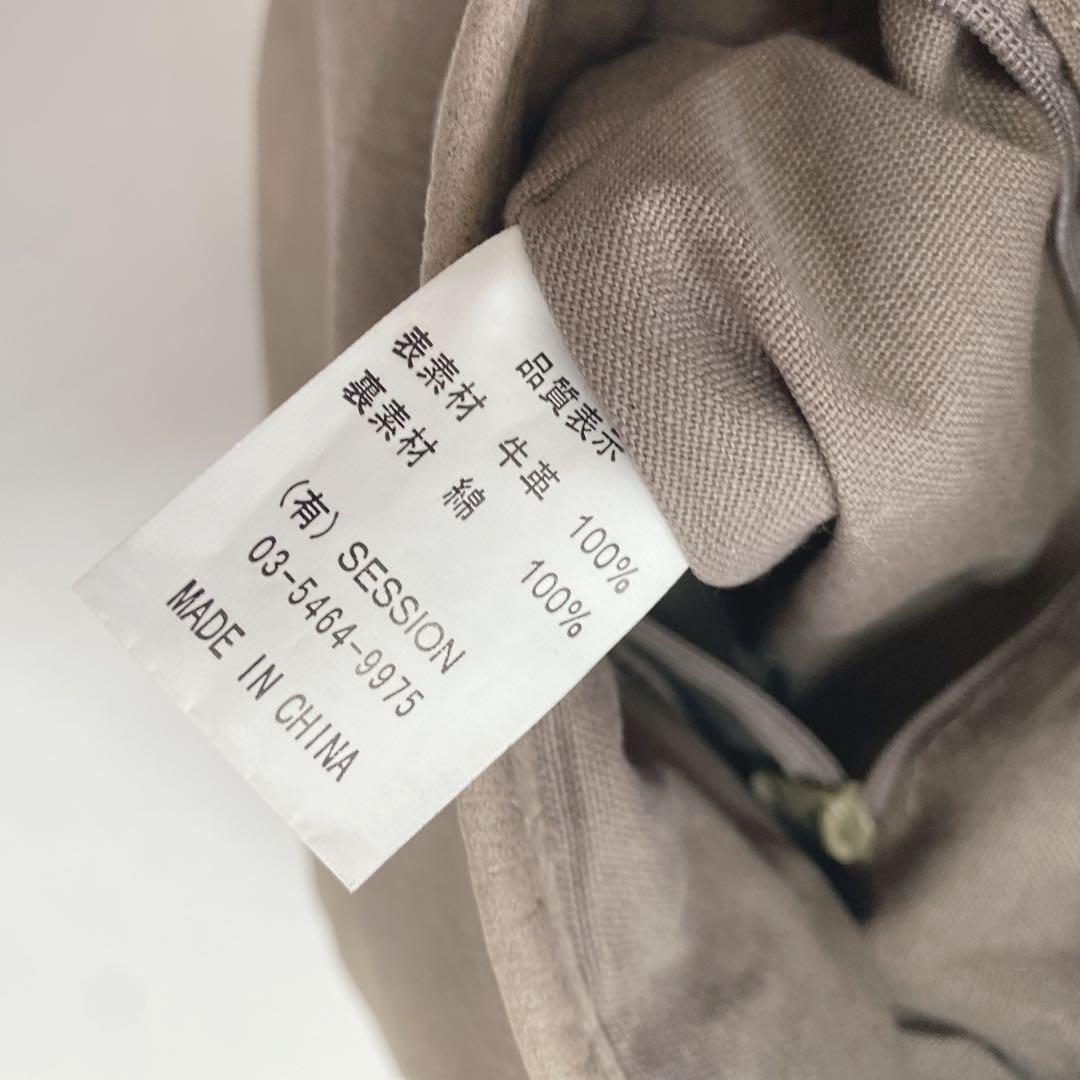 品質表示
表素材 牛革 100%
裏素材 綿 100%
(有) SESSION
03-5464-9975
MADE IN CHINA